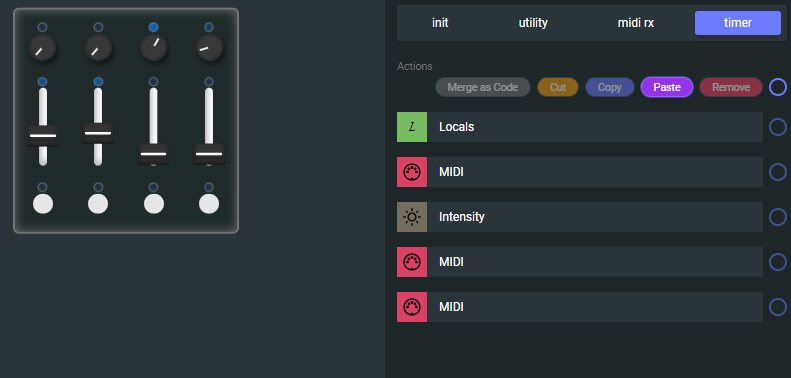 init utility midi rx timer
Actions
Merge as Code Cut Copy Paste Remove
L Locals
MIDI
Intensity
MIDI
MIDI